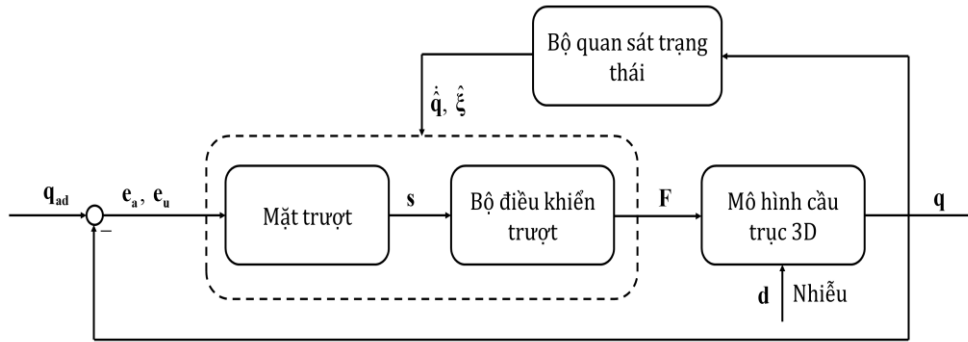 Bộ quan sát trạng
thái
q̇̂, ξ̂
q_ad
e_a, e_u
Mặt trượt
s
Bộ điều khiển
trượt
F
Mô hình cầu
trục 3D
q
−
d
Nhiễu